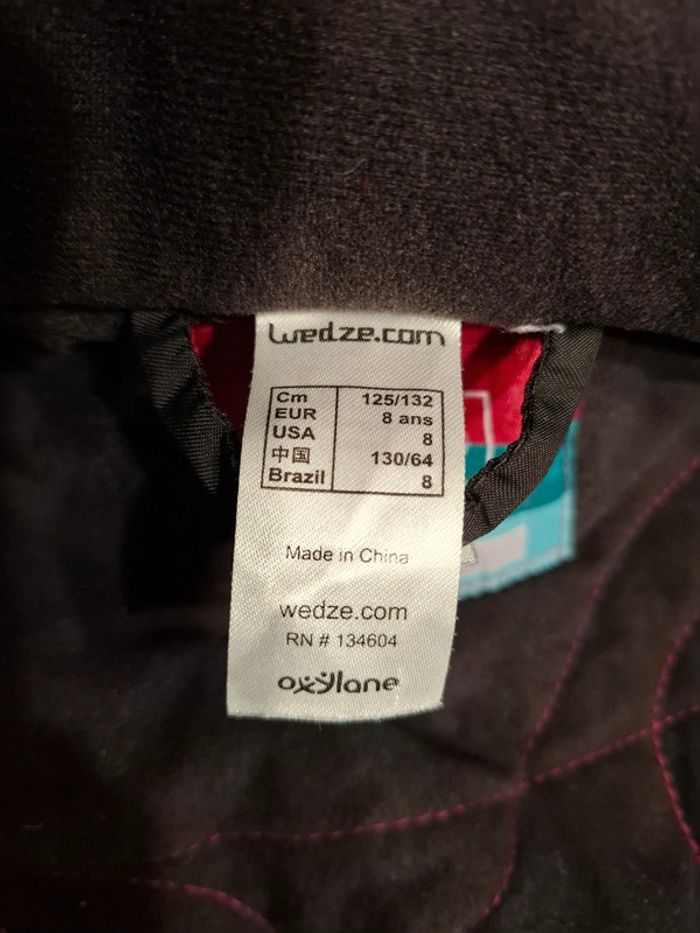 wedze.com
Cm 125/132
EUR 8 ans
USA 8
中国 130/64
Brazil 8
Made in China
wedze.com
RN # 134604
oxylane